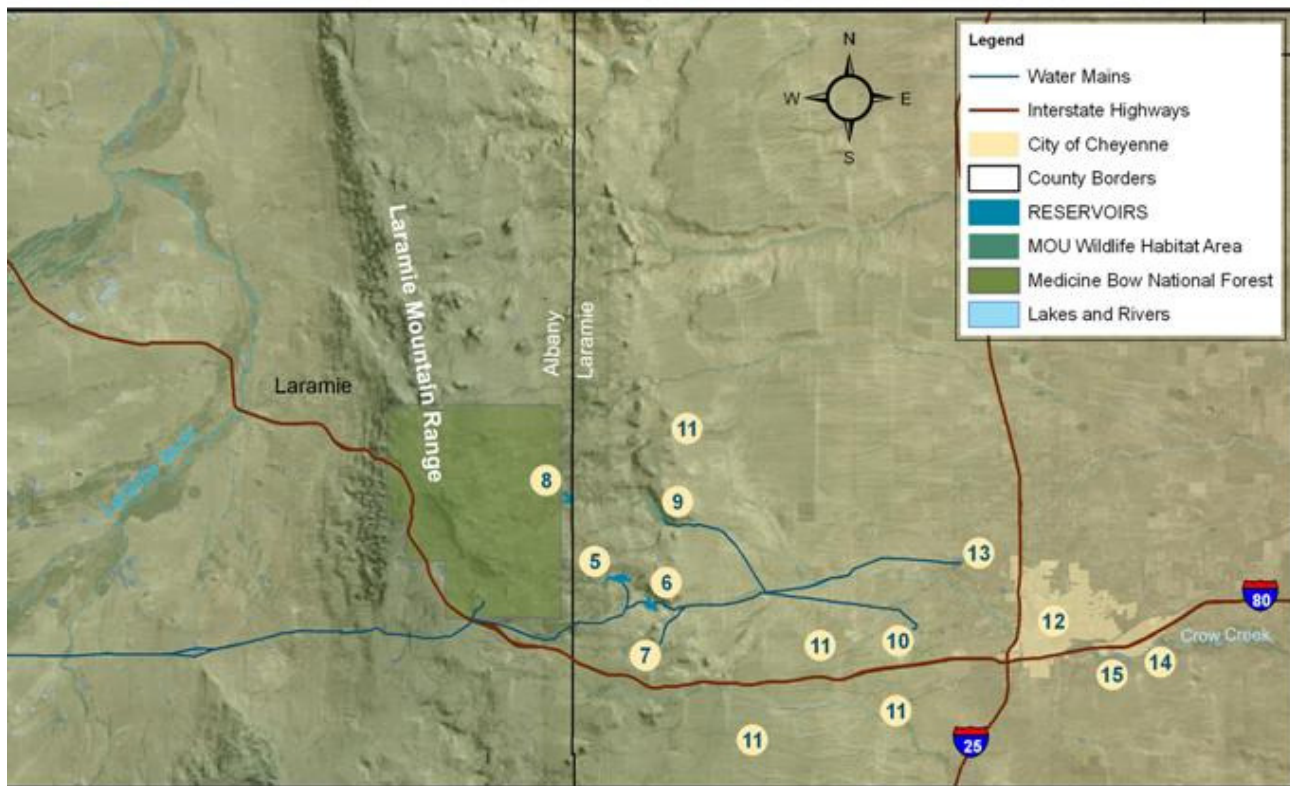 Legend
Water Mains
Interstate Highways
City of Cheyenne
County Borders
RESERVOIRS
MOU Wildlife Habitat Area
Medicine Bow National Forest
Lakes and Rivers
N
W E
S
Laramie Mountain Range
Albany
Laramie
Laramie
Laramie River
11
8
9
5
6
13
7
11
10
12
80
Crow Creek
15
14
11
11
25